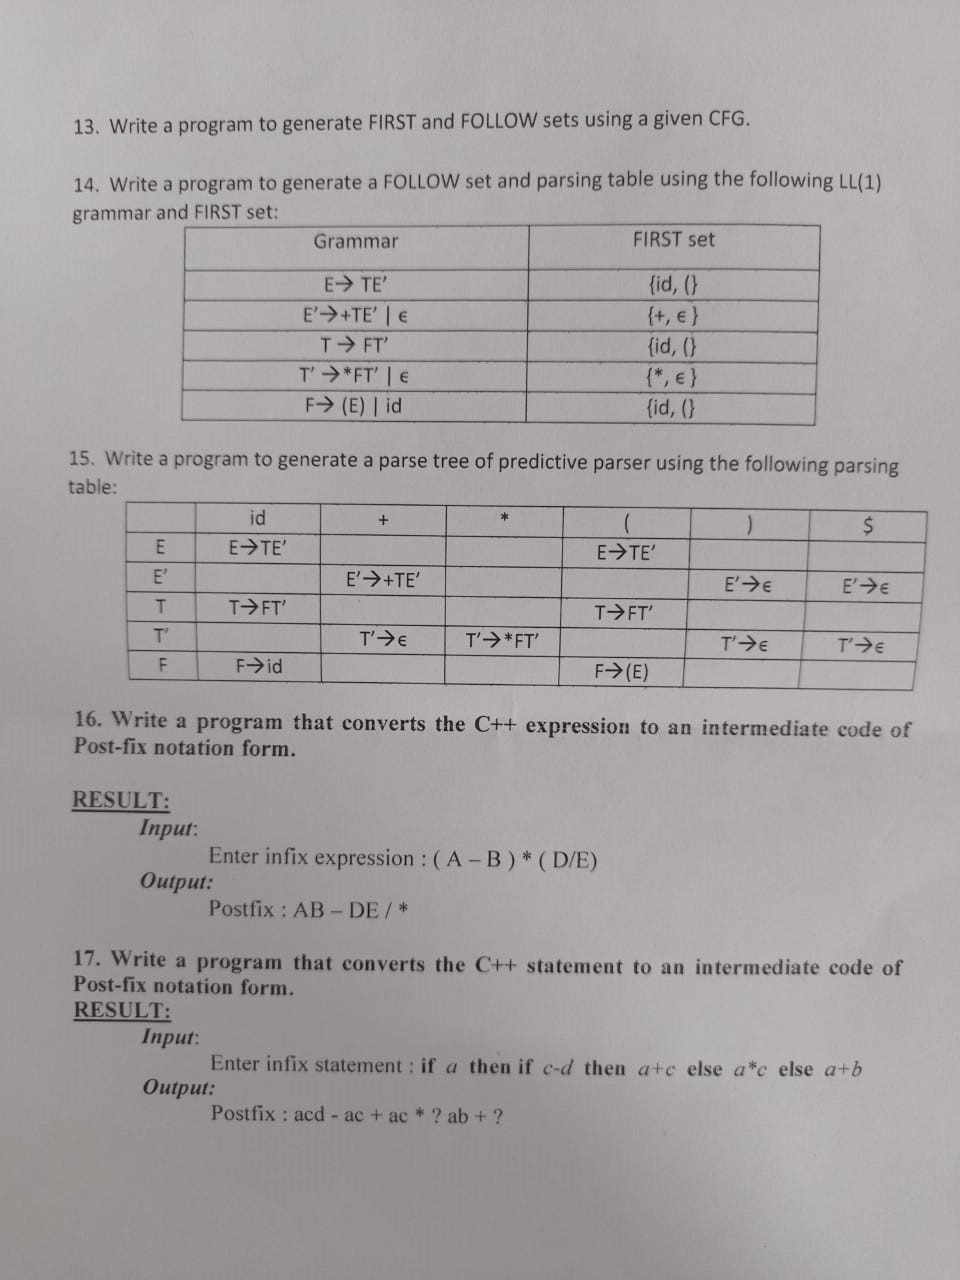 13. Write a program to generate FIRST and FOLLOW sets using a given CFG.
14. Write a program to generate a FOLLOW set and parsing table using the following LL(1)
grammar and FIRST set:
Grammar FIRST set
E→ TE' {id, (}
E'→+TE' | ϵ {+, ϵ }
T→ FT' {id, (}
T' →*FT' | ϵ {*, ϵ}
F→ (E) | id {id, (}
15. Write a program to generate a parse tree of predictive parser using the following parsing
table:
id + * ( ) $
E E→TE' E→TE'
E' E'→+TE' E'→ϵ E'→ϵ
T T→FT' T→FT'
T' T'→ϵ T'→*FT' T'→ϵ T'→ϵ
F F→id F→(E)
16. Write a program that converts the C++ expression to an intermediate code of
Post-fix notation form.
RESULT:
Input:
Enter infix expression : ( A – B ) * ( D/E)
Output:
Postfix : AB – DE / *
17. Write a program that converts the C++ statement to an intermediate code of
Post-fix notation form.
RESULT:
Input:
Enter infix statement : if a then if c-d then a+c else a*c else a+b
Output:
Postfix : acd - ac + ac * ? ab + ?